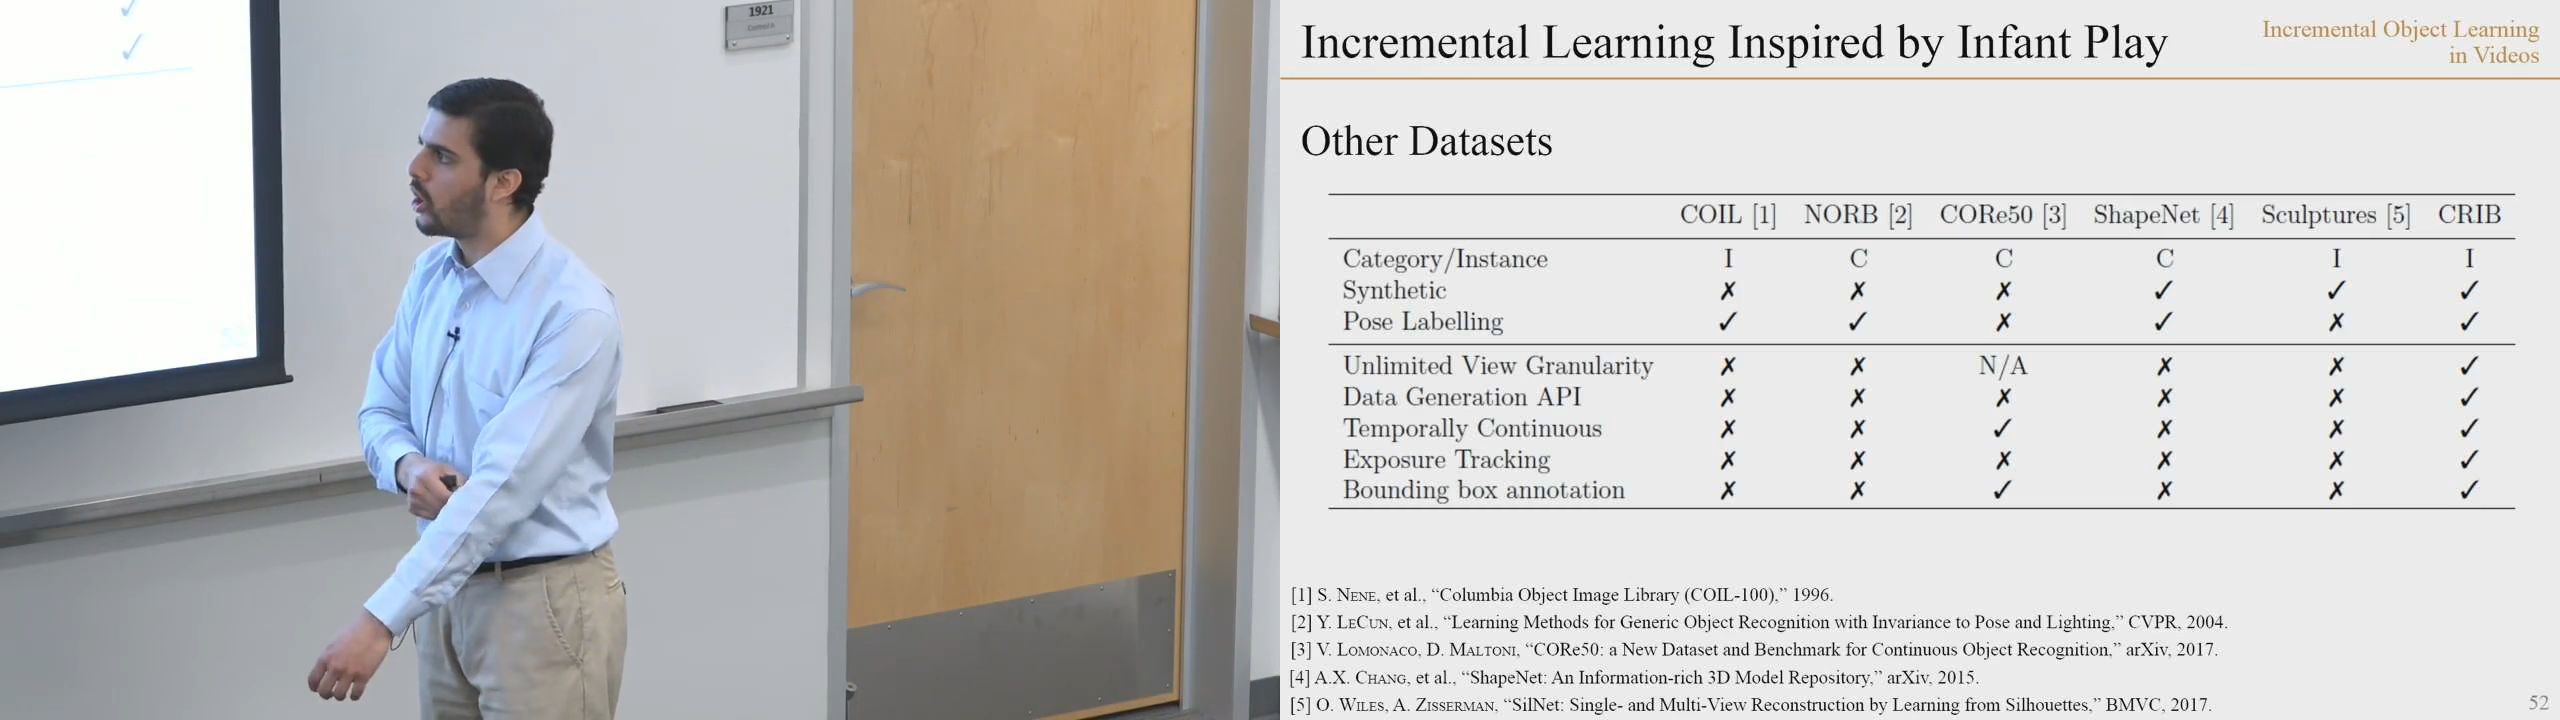 1921
Incremental Learning Inspired by Infant Play
Incremental Object Learning
in Videos
Other Datasets
COIL [1] NORB [2] CORe50 [3] ShapeNet [4] Sculptures [5] CRIB
Category/Instance I C C C I I
Synthetic ✗ ✗ ✗ ✓ ✓ ✓
Pose Labelling ✓ ✓ ✗ ✓ ✗ ✓
Unlimited View Granularity ✗ ✗ N/A ✗ ✗ ✓
Data Generation API ✗ ✗ ✗ ✗ ✗ ✓
Temporally Continuous ✗ ✗ ✓ ✗ ✗ ✓
Exposure Tracking ✗ ✗ ✗ ✗ ✗ ✓
Bounding box annotation ✗ ✗ ✓ ✗ ✗ ✓
[1] S. NENE, et al., “Columbia Object Image Library (COIL-100),” 1996.
[2] Y. LECUN, et al., “Learning Methods for Generic Object Recognition with Invariance to Pose and Lighting,” CVPR, 2004.
[3] V. LOMONACO, D. MALTONI, “CORe50: a New Dataset and Benchmark for Continuous Object Recognition,” arXiv, 2017.
[4] A.X. CHANG, et al., “ShapeNet: An Information-rich 3D Model Repository,” arXiv, 2015.
[5] O. WILES, A. ZISSERMAN, “SilNet: Single- and Multi-View Reconstruction by Learning from Silhouettes,” BMVC, 2017.
52